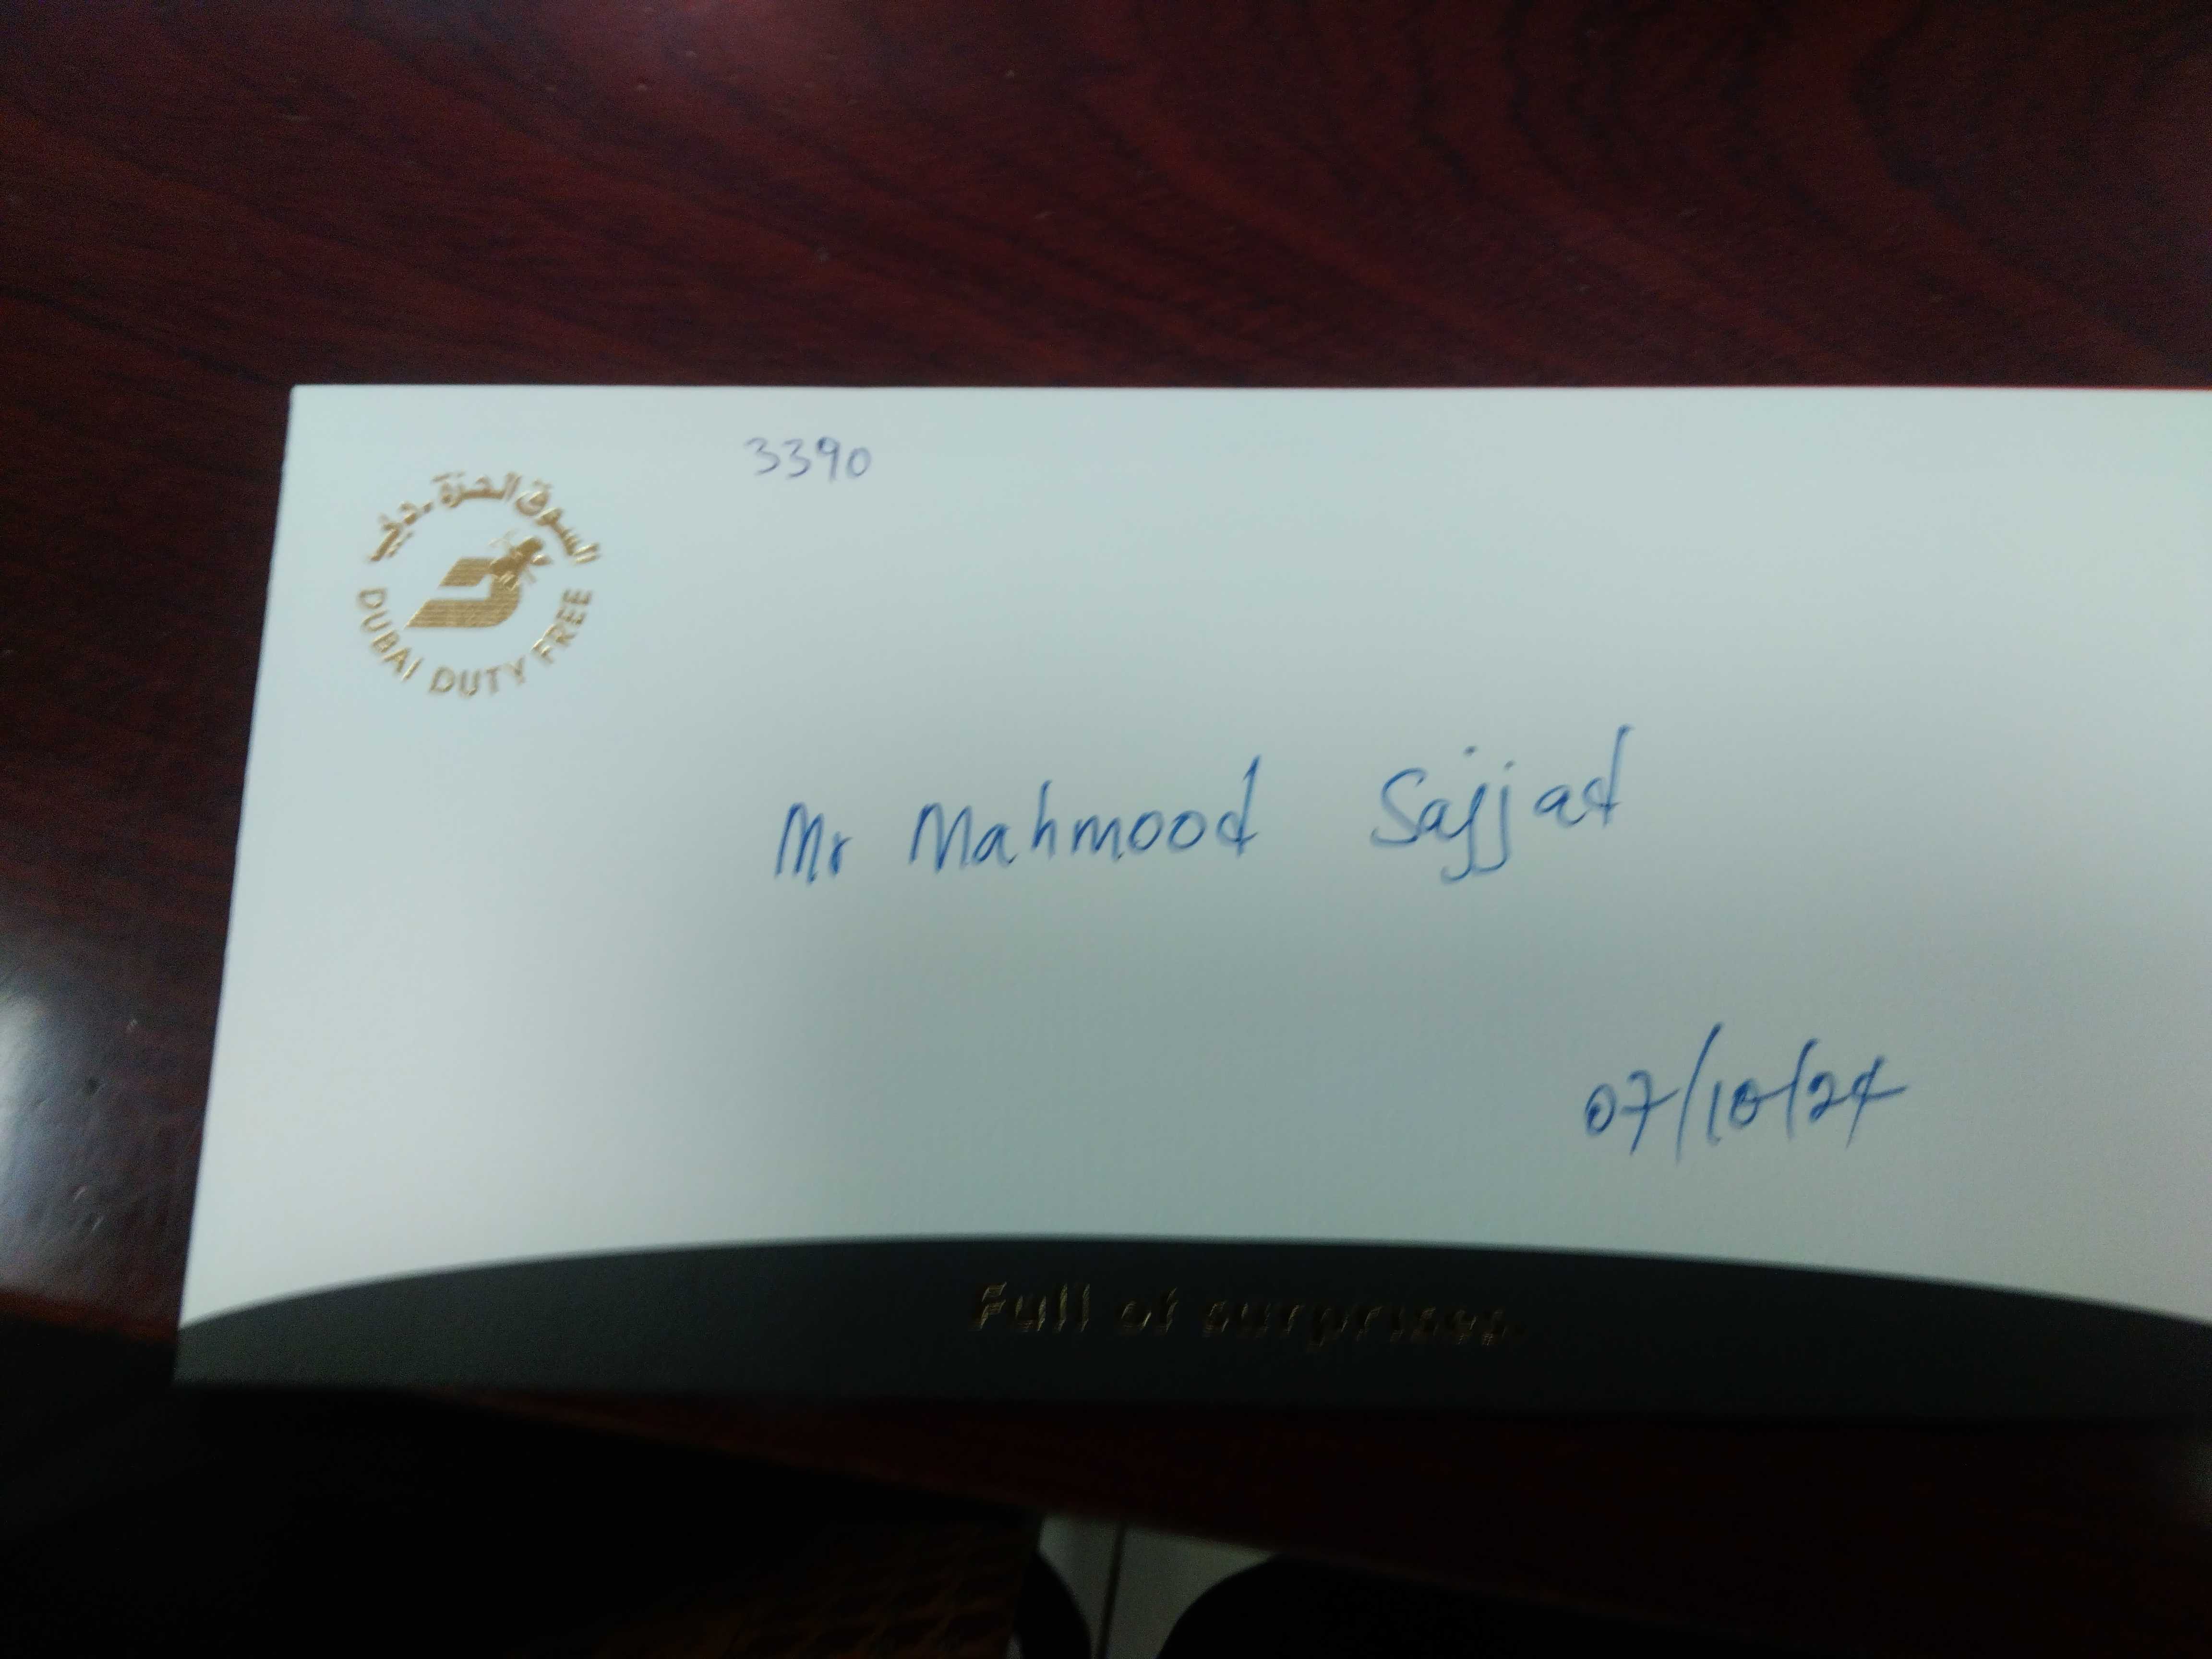 3390
السوق الحرة - دبي
DUBAI DUTY FREE
Mr Mahmood Sajjad
07/10/24
Full of surprises.